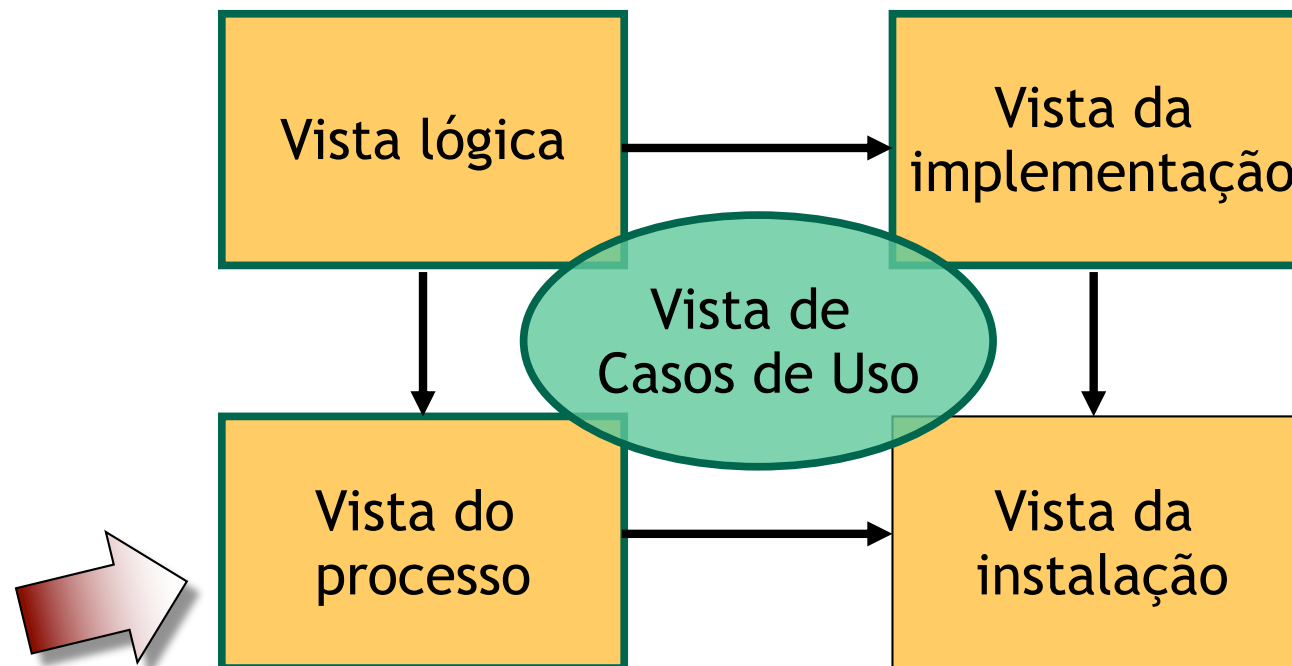 Vista lógica
Vista da
implementação
Vista de
Casos de Uso
Vista do
processo
Vista da
instalação